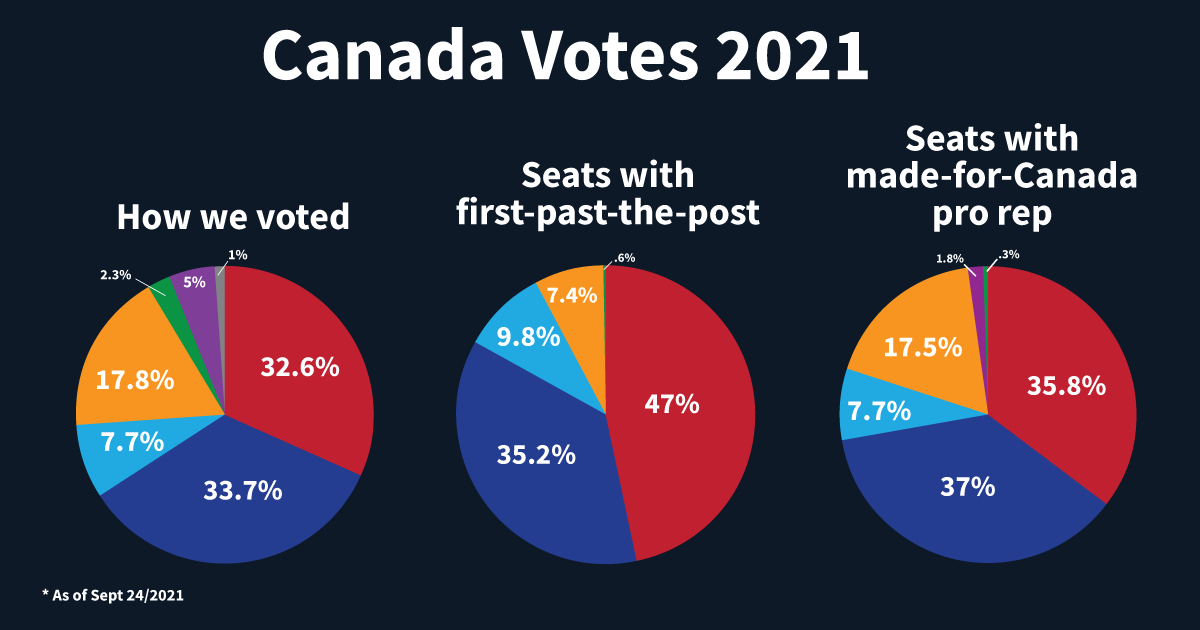 Canada Votes 2021
How we voted
1%
2.3%
5%
32.6%
17.8%
7.7%
33.7%
Seats with
first-past-the-post
.6%
7.4%
9.8%
47%
35.2%
Seats with
made-for-Canada
pro rep
1.8%
.3%
17.5%
35.8%
7.7%
37%
* As of Sept 24/2021